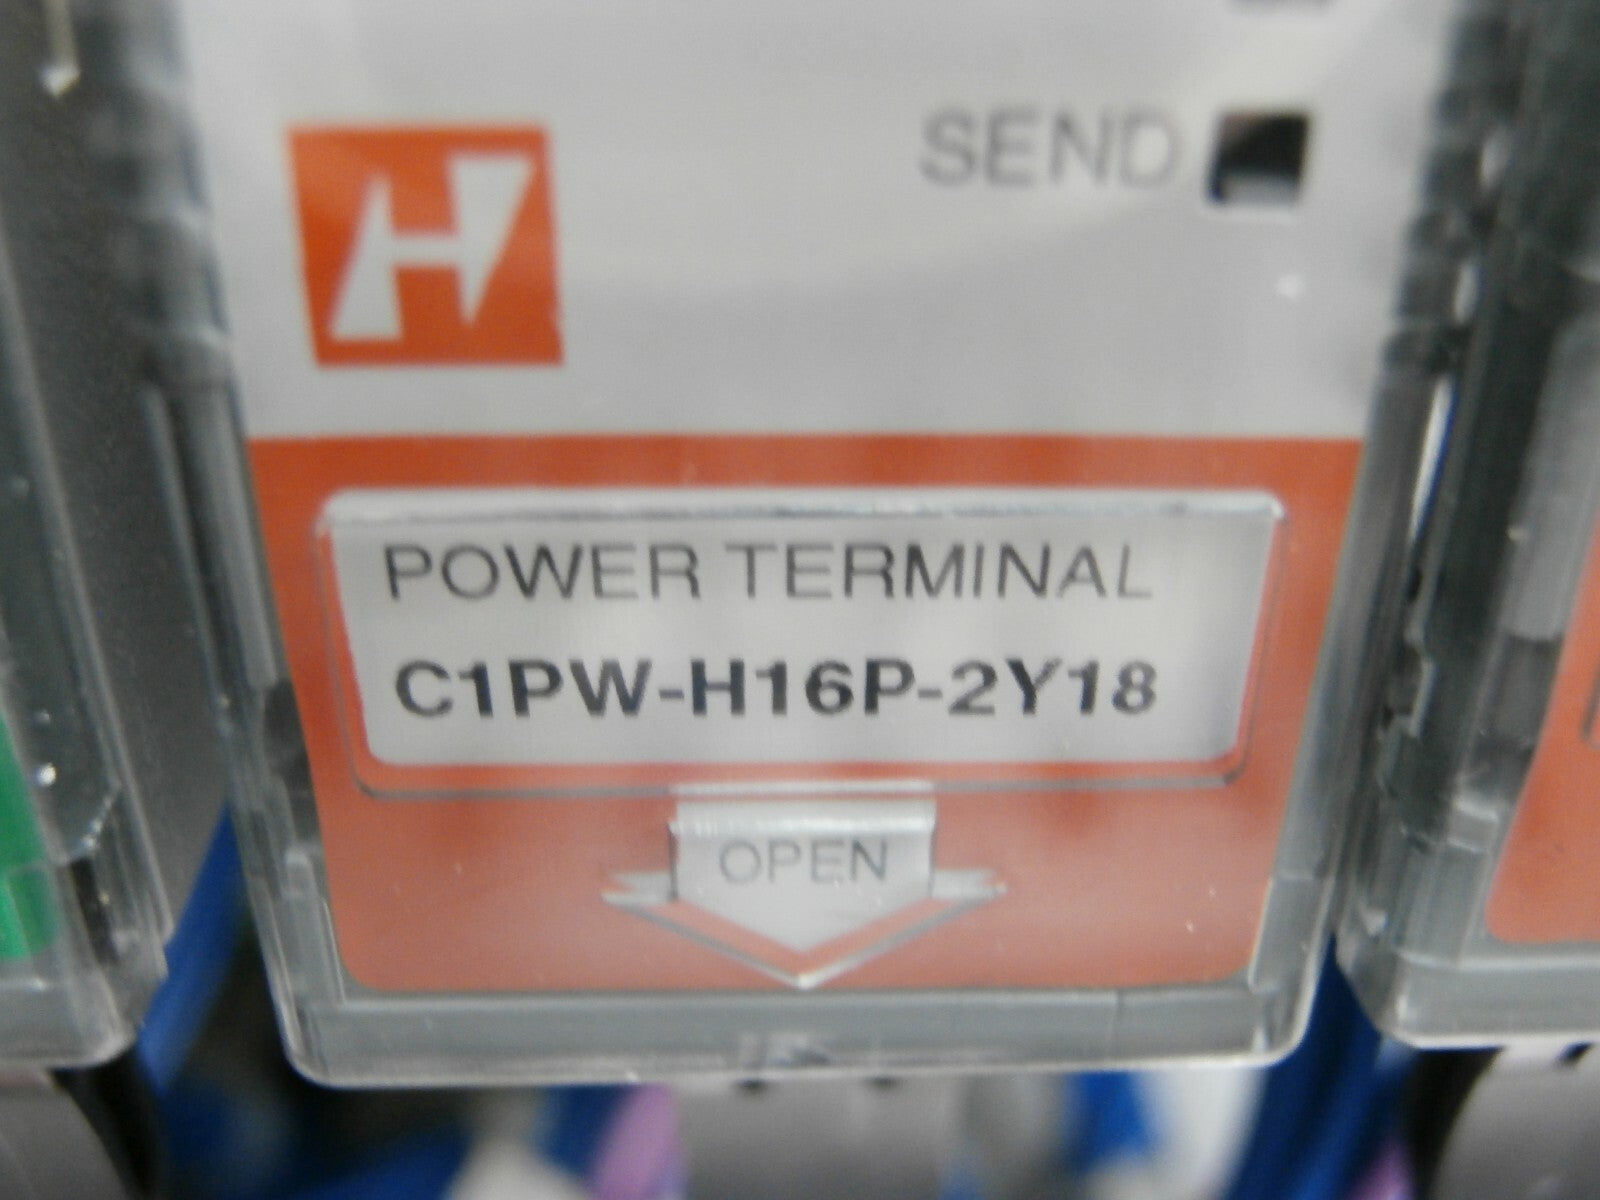 H
SEND
POWER TERMINAL
C1PW-H16P-2Y18
OPEN